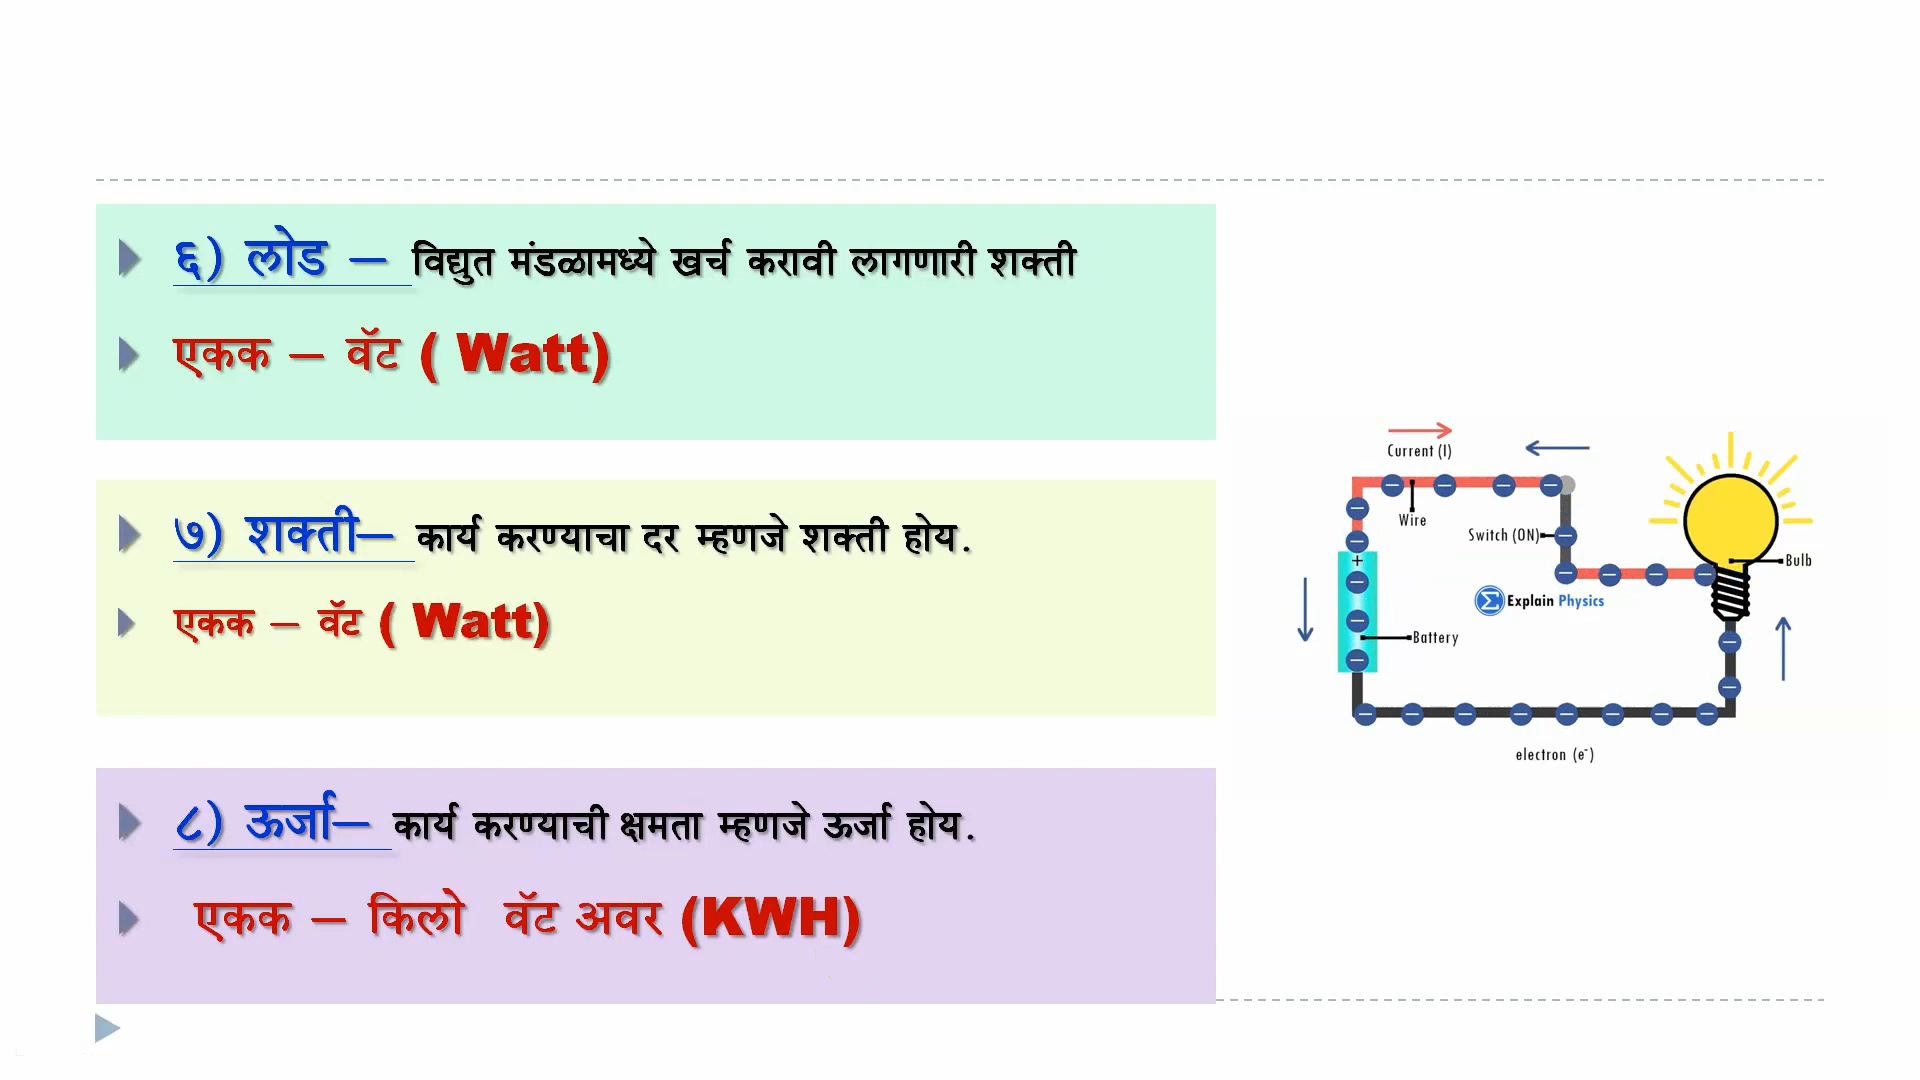 ६) लोड – विद्युत मंडळामध्ये खर्च करावी लागणारी शक्ती
एकक – वॅट ( Watt)
७) शक्ती– कार्य करण्याचा दर म्हणजे शक्ती होय.
एकक – वॅट ( Watt)
८) ऊर्जा– कार्य करण्याची क्षमता म्हणजे ऊर्जा होय.
एकक – किलो वॅट अवर (KWH)
Current (I)
Wire
Switch (ON)
+
Bulb
Explain Physics
Battery
electron (e⁻)